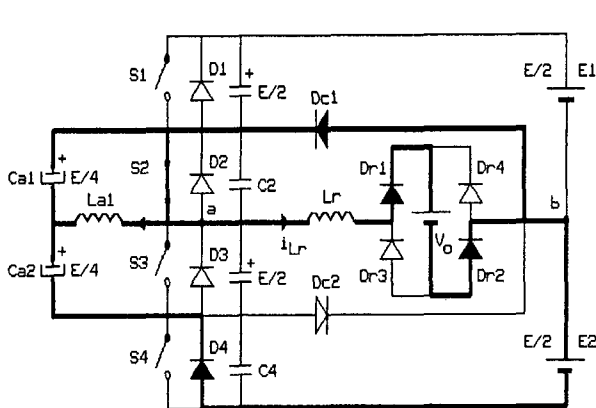 S1
D1
+
E/2
E/2
E1
Dc1
Ca1
+
E/4
S2
D2
C2
Dr1
Dr4
La1
a
Lr
b
iLr
Vo
Ca2
+
E/4
S3
D3
+
E/2
Dr3
Dr2
Dc2
S4
D4
C4
E/2
E2